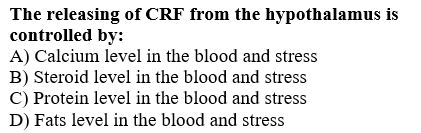 The releasing of CRF from the hypothalamus is
controlled by:
A) Calcium level in the blood and stress
B) Steroid level in the blood and stress
C) Protein level in the blood and stress
D) Fats level in the blood and stress